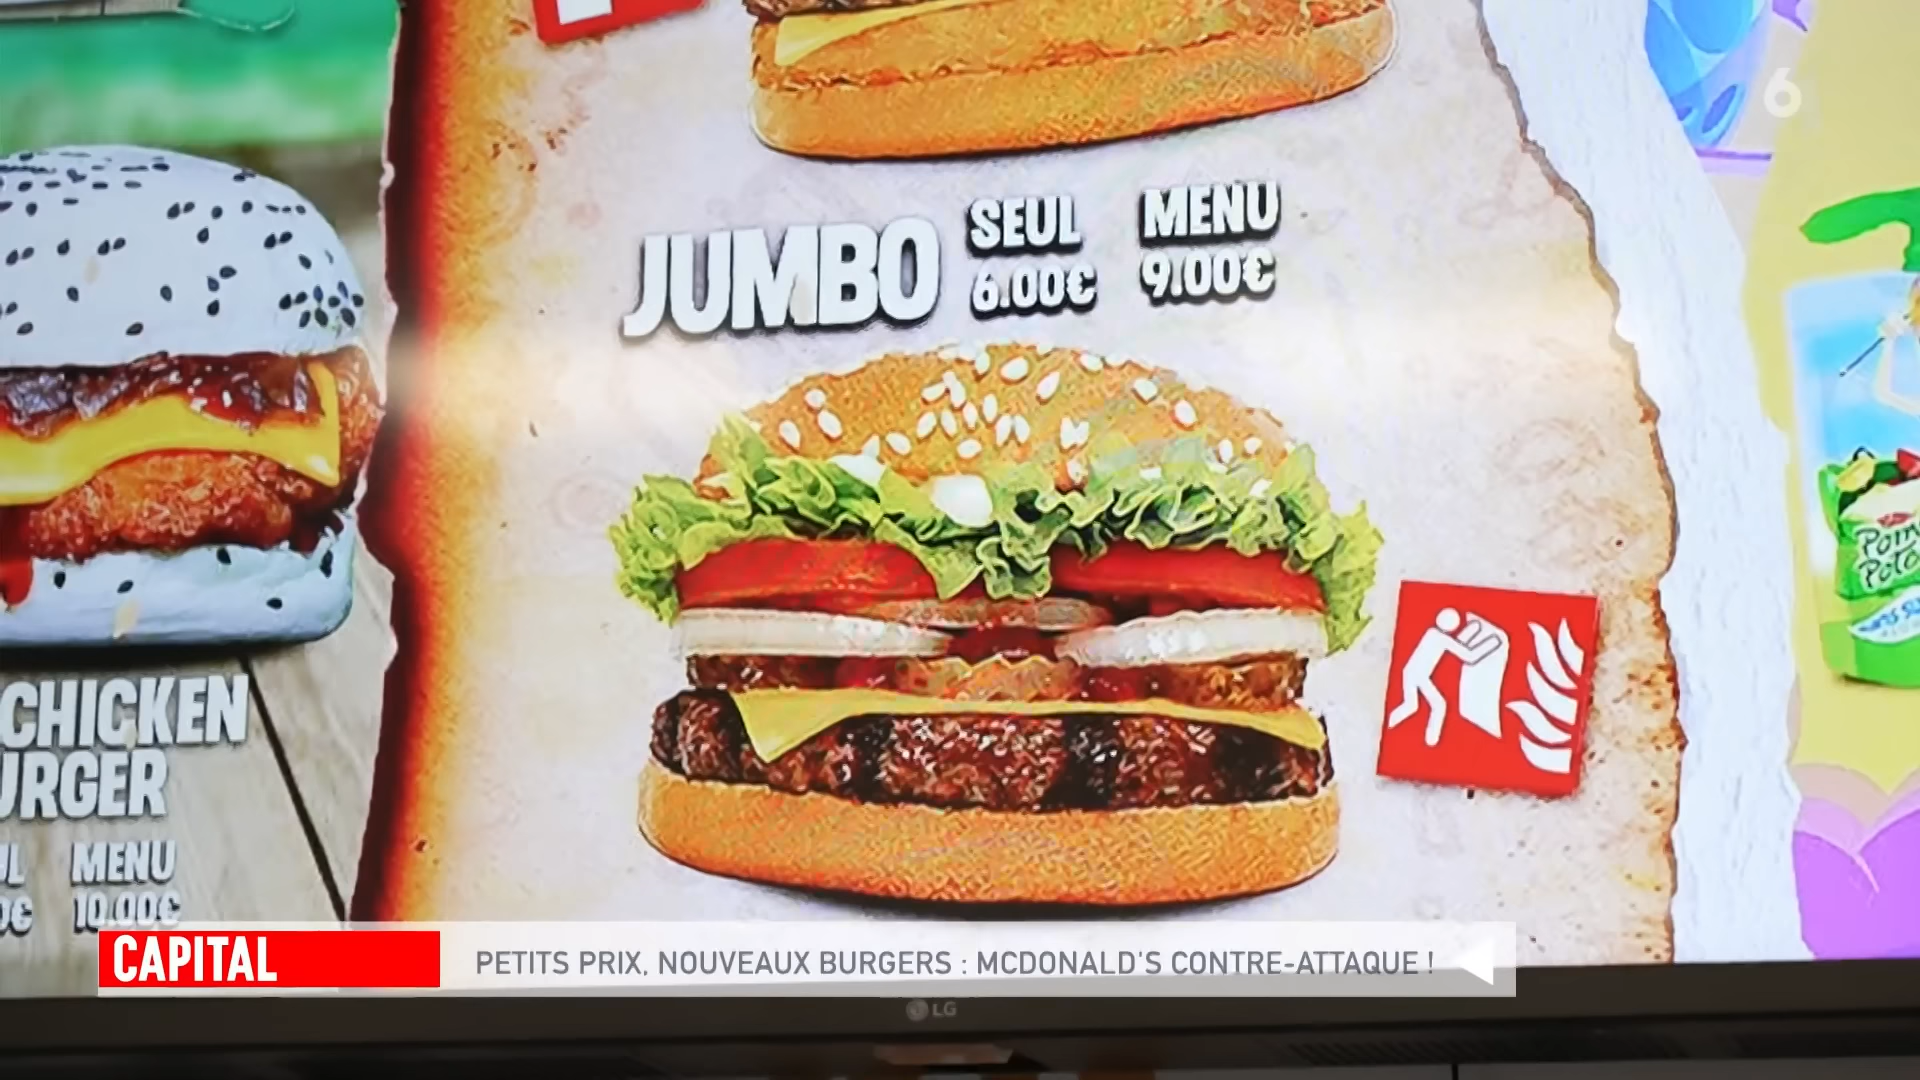 6
JUMBO
SEUL
6.00€
MENU
9.00€
CHICKEN
MENU
10.00€
CAPITAL
PETITS PRIX, NOUVEAUX BURGERS : MCDONALD'S CONTRE-ATTAQUE !
LG